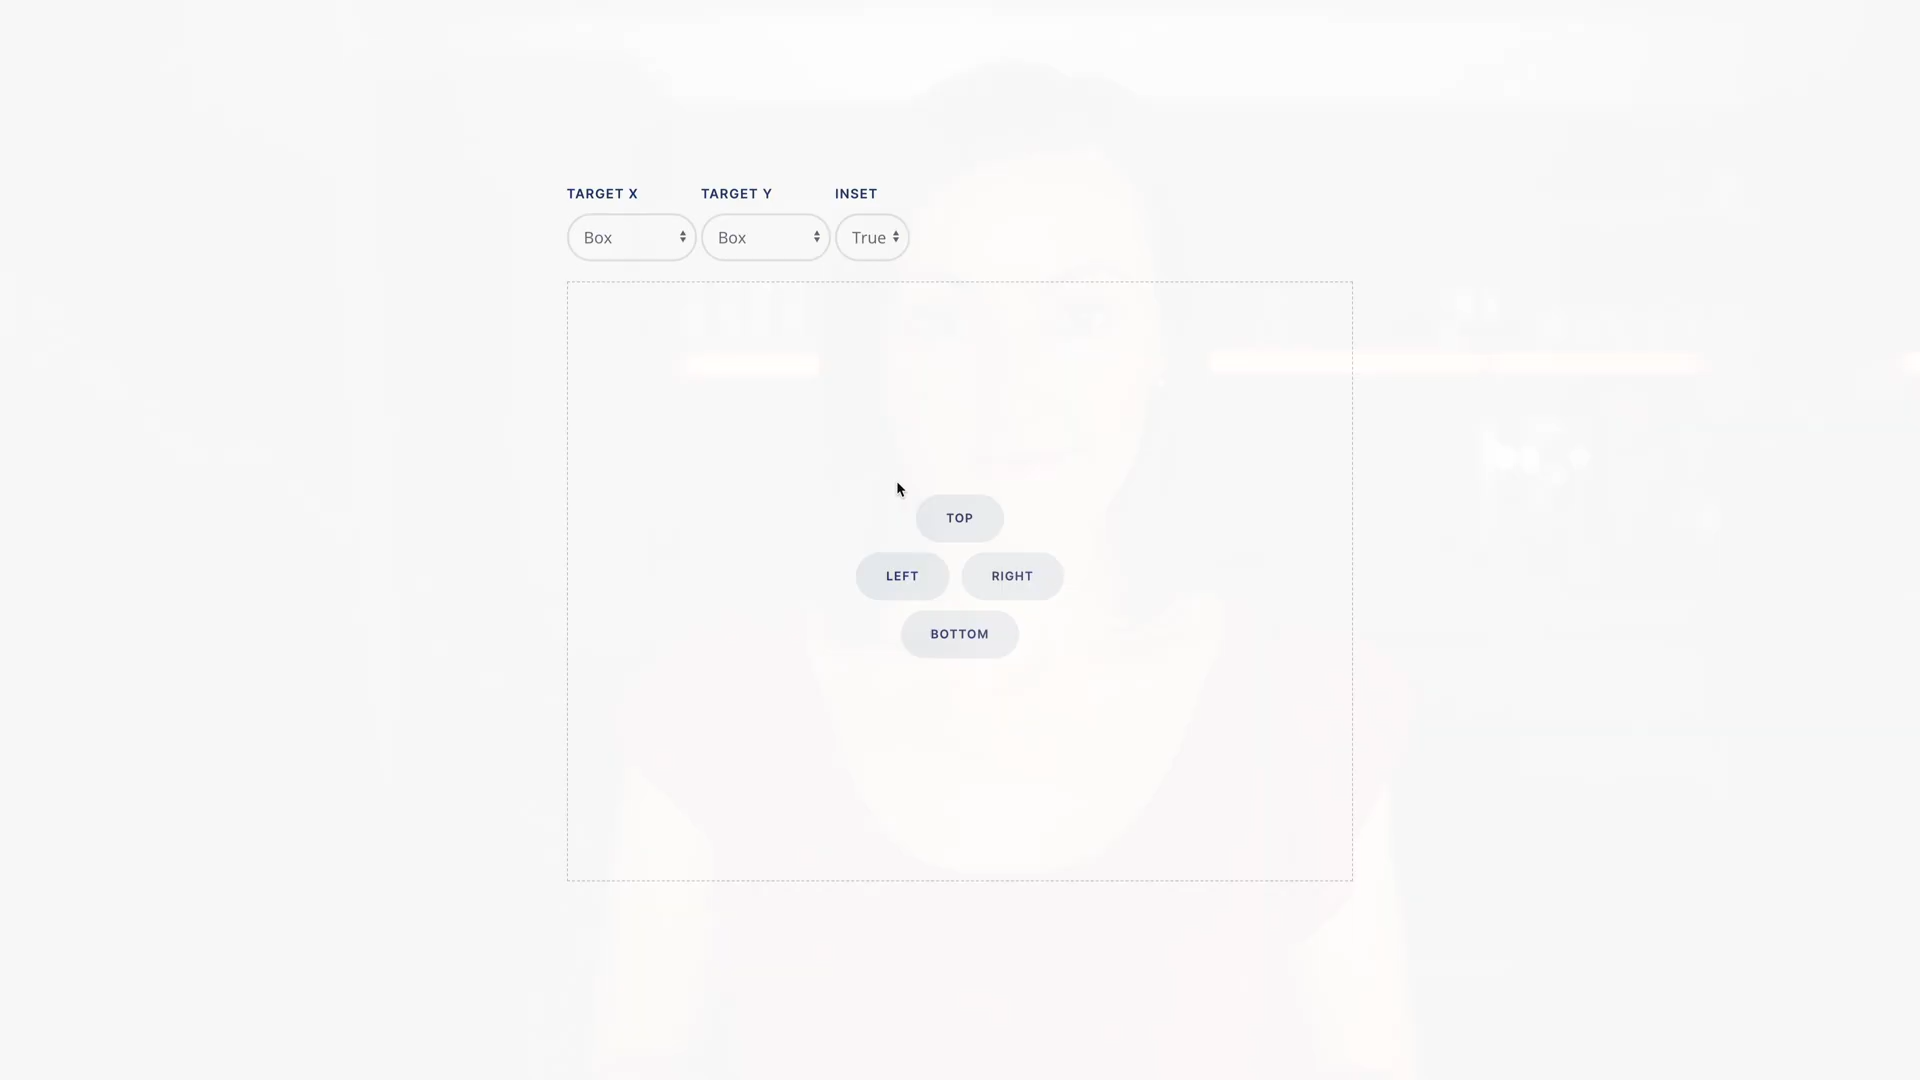 TARGET X TARGET Y INSET
Box Box True
TOP
LEFT RIGHT
BOTTOM